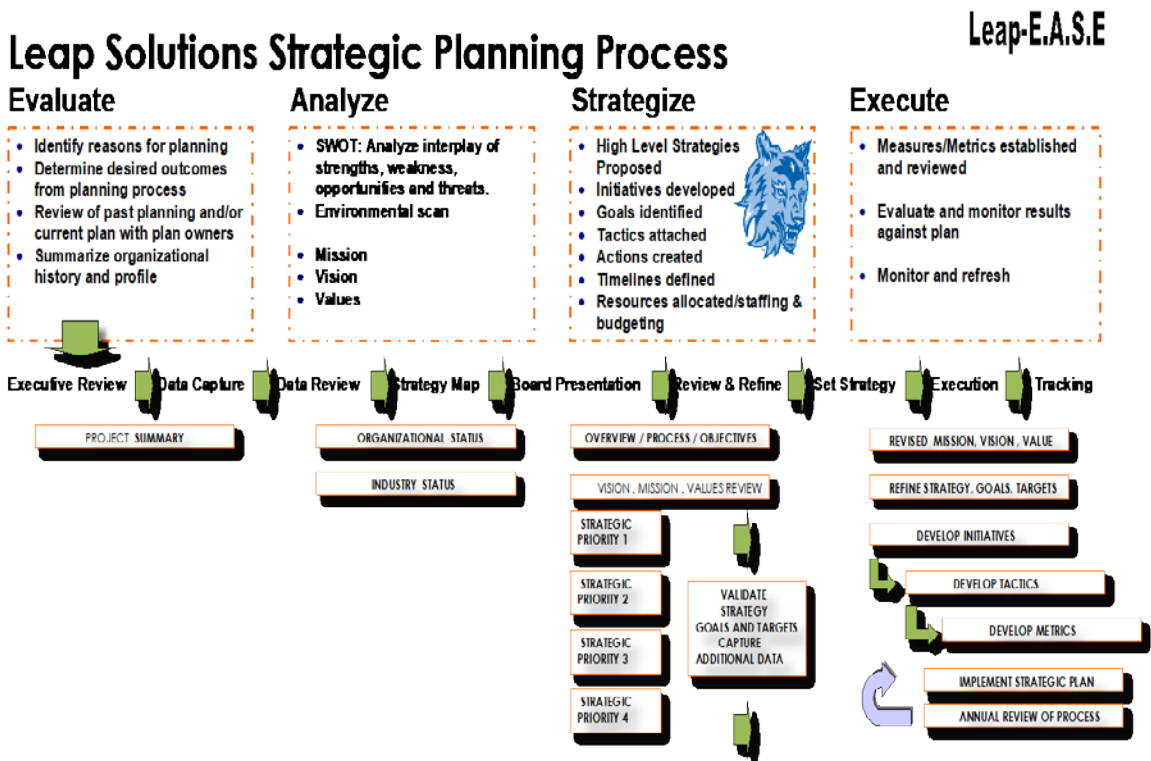 Leap-E.A.S.E
Leap Solutions Strategic Planning Process
Evaluate
• Identify reasons for planning
• Determine desired outcomes
from planning process
• Review of past planning and/or
current plan with plan owners
• Summarize organizational
history and profile
Analyze
• SWOT: Analyze interplay of
strengths, weakness,
opportunities and threats.
• Environmental scan
• Mission
• Vision
• Values
Strategize
• High Level Strategies
Proposed
• Initiatives developed
• Goals identified
• Tactics attached
• Actions created
• Timelines defined
• Resources allocated/staffing &
budgeting
Execute
• Measures/Metrics established
and reviewed
• Evaluate and monitor results
against plan
• Monitor and refresh
Executive Review Data Capture Data Review Strategy Map Board Presentation Review & Refine Set Strategy Execution Tracking
PROJECT SUMMARY
ORGANIZATIONAL STATUS
INDUSTRY STATUS
OVERVIEW / PROCESS / OBJECTIVES
VISION . MISSION . VALUES REVIEW
STRATEGIC
PRIORITY 1
STRATEGIC
PRIORITY 2
STRATEGIC
PRIORITY 3
STRATEGIC
PRIORITY 4
VALIDATE
STRATEGY
GOALS AND TARGETS
CAPTURE
ADDITIONAL DATA
REVISED MISSION, VISION , VALUE
REFINE STRATEGY, GOALS, TARGETS
DEVELOP INITIATIVES
DEVELOP TACTICS
DEVELOP METRICS
IMPLEMENT STRATEGIC PLAN
ANNUAL REVIEW OF PROCESS